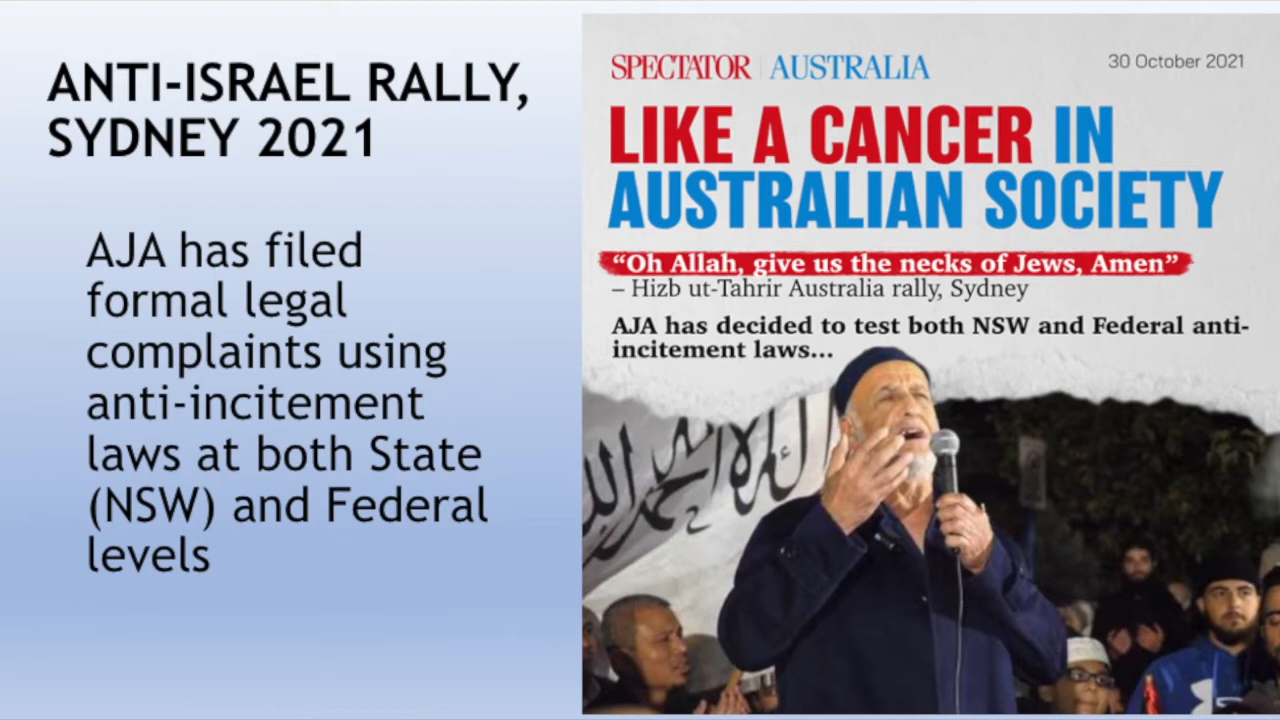 ANTI-ISRAEL RALLY,
SYDNEY 2021
AJA has filed
formal legal
complaints using
anti-incitement
laws at both State
(NSW) and Federal
levels
SPECTATOR | AUSTRALIA
30 October 2021
LIKE A CANCER IN
AUSTRALIAN SOCIETY
“Oh Allah, give us the necks of Jews, Amen”
– Hizb ut-Tahrir Australia rally, Sydney
AJA has decided to test both NSW and Federal anti-
incitement laws...